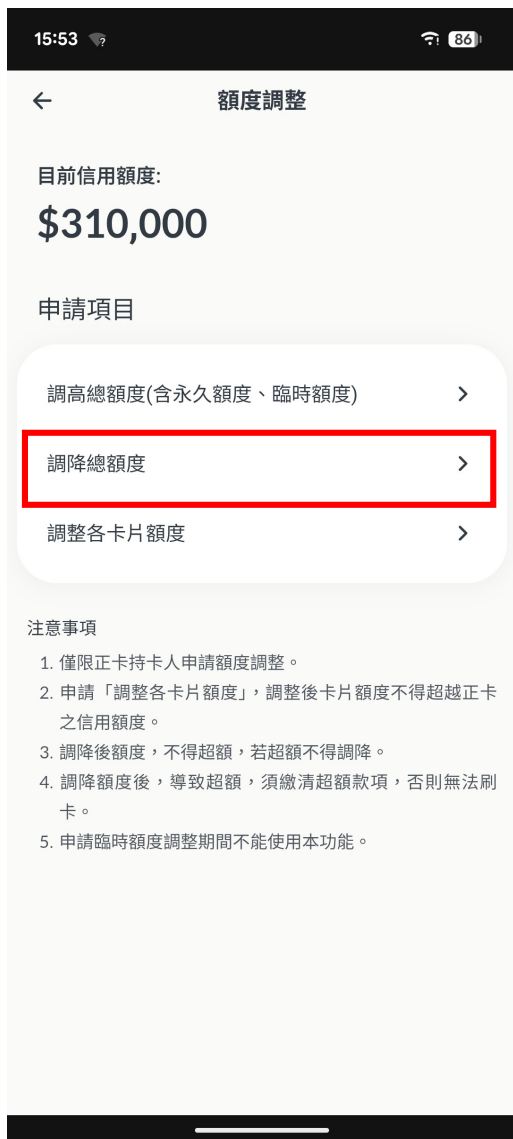 15:53
86
額度調整
目前信用額度:
$310,000
申請項目
調高總額度(含永久額度、臨時額度)
調降總額度
調整各卡片額度
注意事項
1. 僅限正卡持卡人申請額度調整。
2. 申請「調整各卡片額度」，調整後卡片額度不得超越正卡
之信用額度。
3. 調降後額度，不得超額，若超額不得調降。
4. 調降額度後，導致超額，須繳清超額款項，否則無法刷
卡。
5. 申請臨時額度調整期間不能使用本功能。